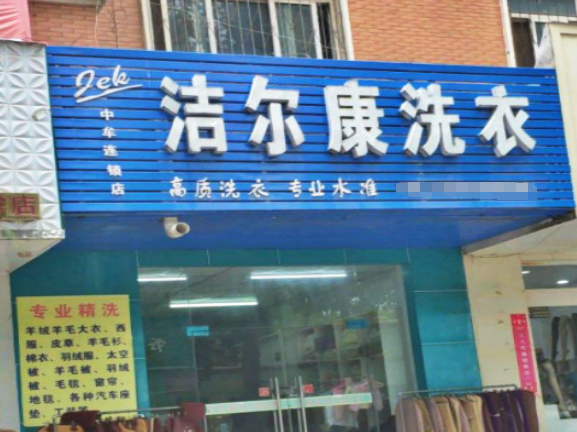 Jek
中牟连锁店
洁尔康洗衣
高质洗衣 专业水准
店
专业精洗
羊绒羊毛大衣、西
服、皮草、羊毛衫、
棉衣、羽绒服、太空
被、羊毛被、羽绒
被、毛毯、窗帘、
地毯、各种汽车座
垫、工